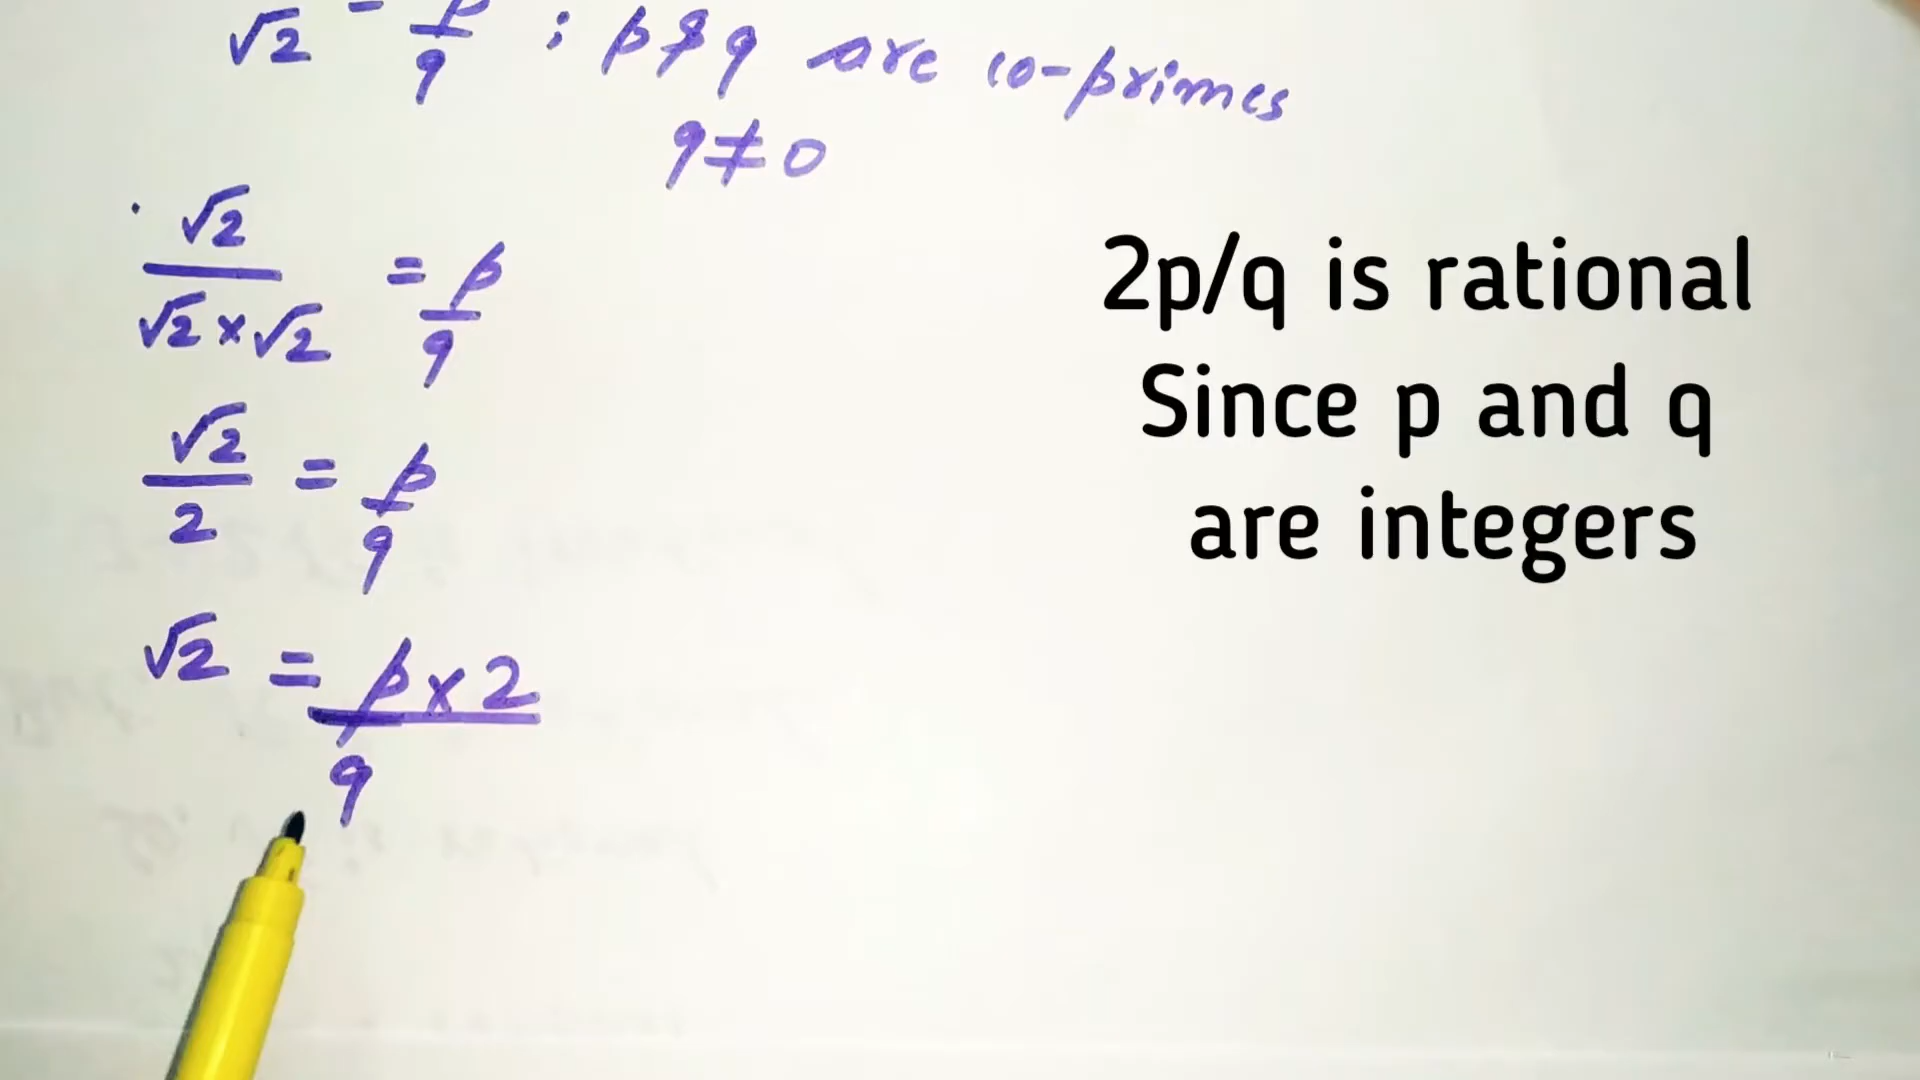 √2 = p/q ; p & q are co-primes
q ≠ 0
√2/(√2 × √2) = p/q
√2/2 = p/q
√2 = p × 2/q
2p/q is rational
Since p and q
are integers